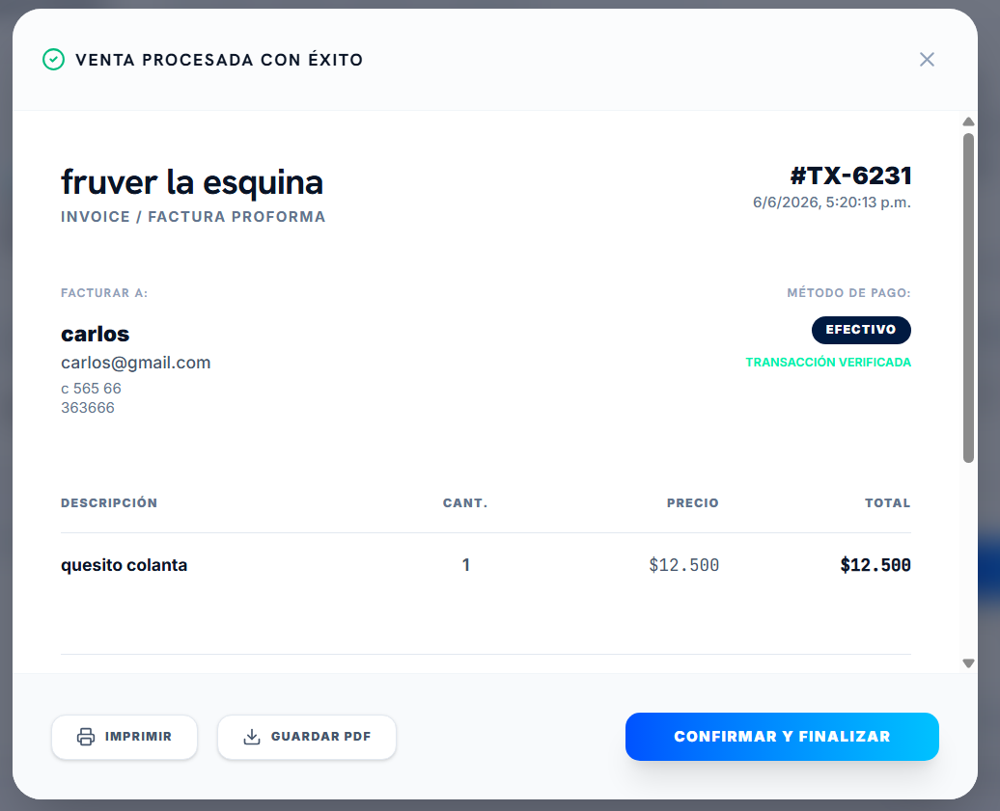 VENTA PROCESADA CON ÉXITO
fruver la esquina
INVOICE / FACTURA PROFORMA
#TX-6231
6/6/2026, 5:20:13 p.m.
FACTURAR A:
carlos
carlos@gmail.com
c 565 66
363666
MÉTODO DE PAGO:
EFECTIVO
TRANSACCIÓN VERIFICADA
DESCRIPCIÓN CANT. PRECIO TOTAL
quesito colanta 1 $12.500 $12.500
IMPRIMIR GUARDAR PDF CONFIRMAR Y FINALIZAR